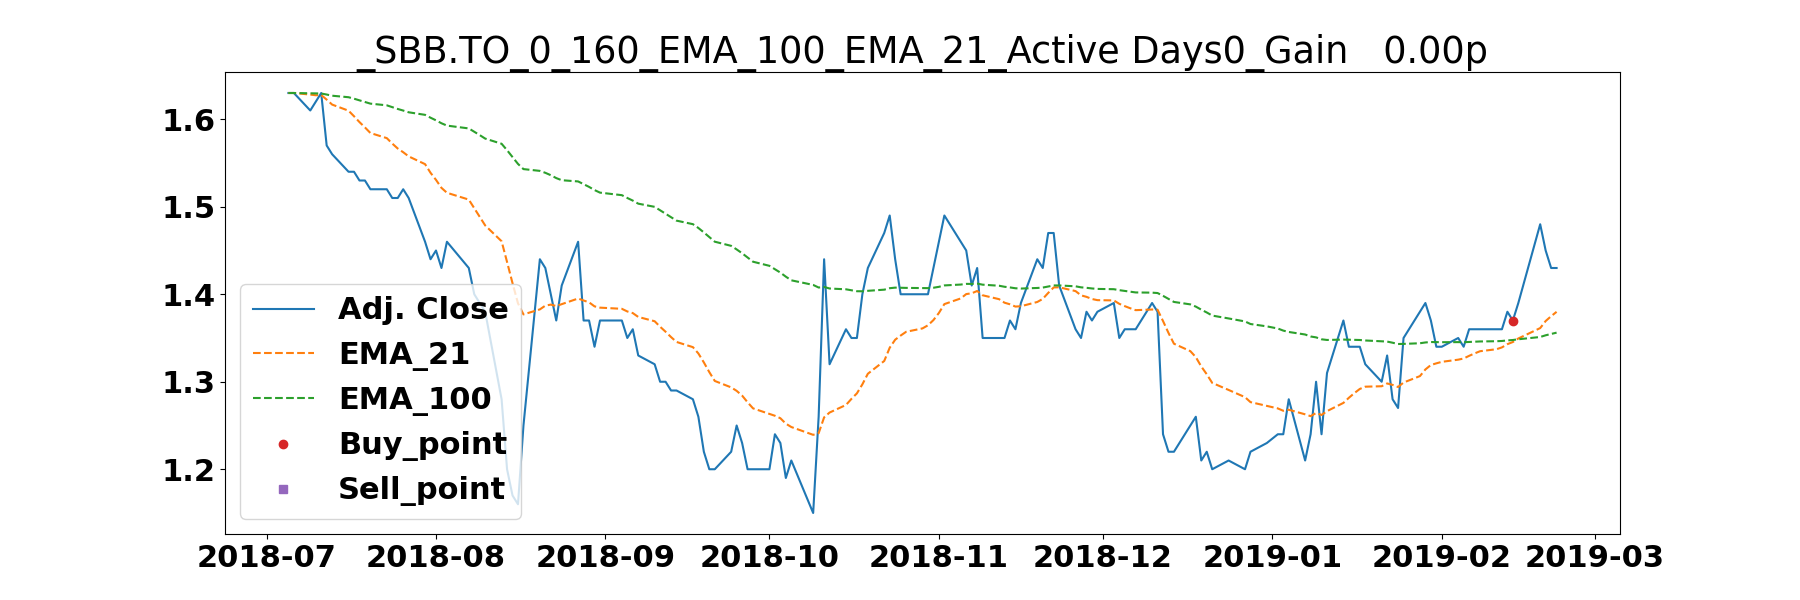 _SBB.TO_0_160_EMA_100_EMA_21_Active Days0_Gain   0.00p
1.6
1.5
1.4
1.3
1.2
Adj. Close
EMA_21
EMA_100
Buy_point
Sell_point
2018-07 2018-08 2018-09 2018-10 2018-11 2018-12 2019-01 2019-02 2019-03